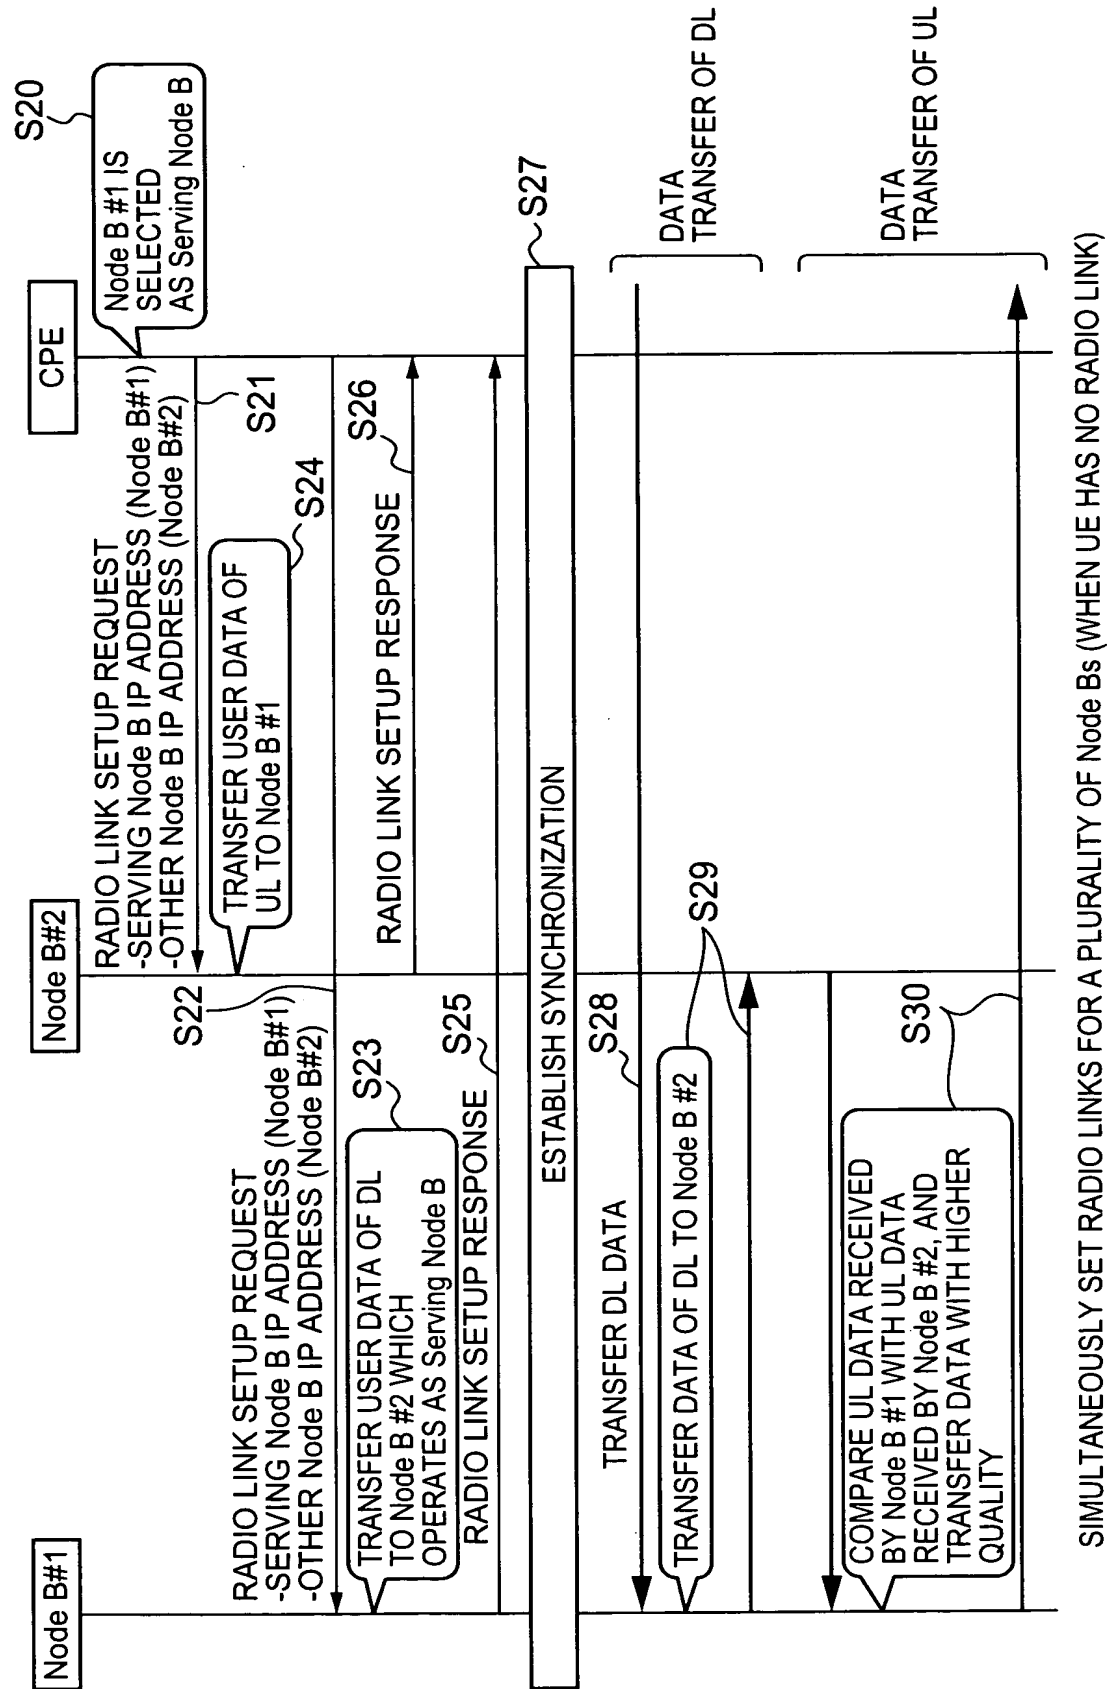 Node B#1
Node B#2
CPE
S20
Node B #1 IS
SELECTED
AS Serving Node B
RADIO LINK SETUP REQUEST
-SERVING Node B IP ADDRESS (Node B#1)
-OTHER Node B IP ADDRESS (Node B#2)
S21
S22
TRANSFER USER DATA OF
UL TO Node B #1
S24
RADIO LINK SETUP REQUEST
-SERVING Node B IP ADDRESS (Node B#1)
-OTHER Node B IP ADDRESS (Node B#2)
S23
TRANSFER USER DATA OF DL
TO Node B #2 WHICH
OPERATES AS Serving Node B
RADIO LINK SETUP RESPONSE
S26
RADIO LINK SETUP RESPONSE
S25
ESTABLISH SYNCHRONIZATION
S27
TRANSFER DL DATA
S28
DATA
TRANSFER OF DL
TRANSFER DATA OF DL TO Node B #2
S29
COMPARE UL DATA RECEIVED
BY Node B #1 WITH UL DATA
RECEIVED BY Node B #2, AND
TRANSFER DATA WITH HIGHER
QUALITY
S30
DATA
TRANSFER OF UL
SIMULTANEOUSLY SET RADIO LINKS FOR A PLURALITY OF Node Bs (WHEN UE HAS NO RADIO LINK)